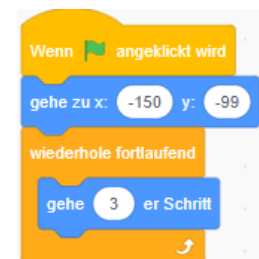 Wenn angeklickt wird
gehe zu x: -150 y: -99
wiederhole fortlaufend
gehe 3 er Schritt